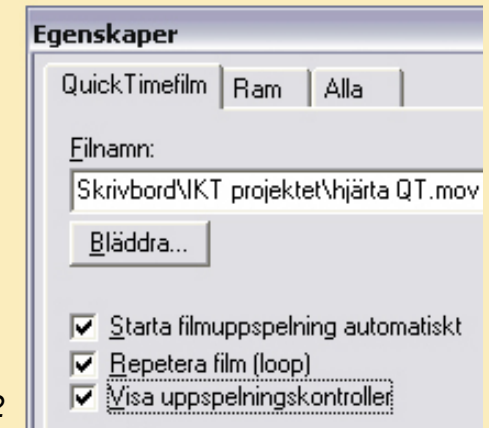 Egenskaper
QuickTimefilm Ram Alla
Filnamn:
Skrivbord\IKT projektet\hjärta QT.mov
Bläddra...
Starta filmuppspelning automatiskt
Repetera film (loop)
Visa uppspelningskontroller
?